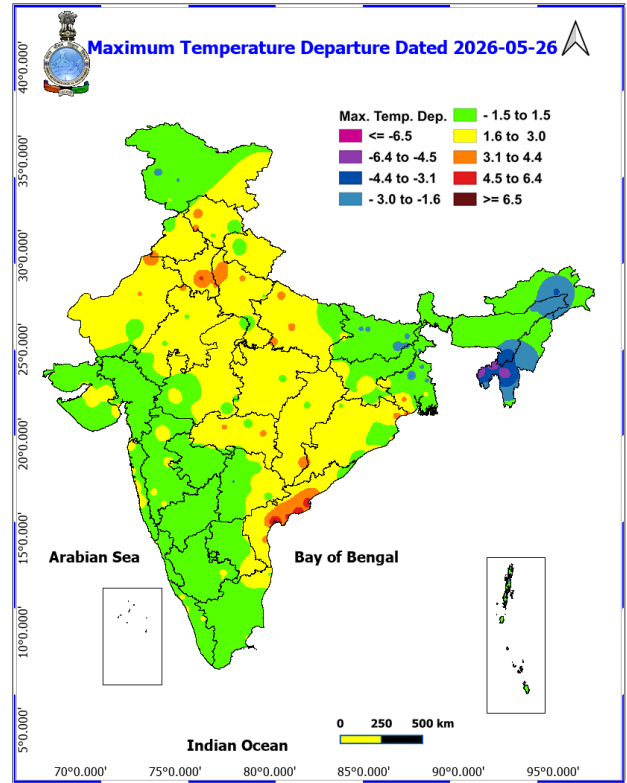 Maximum Temperature Departure Dated 2026-05-26
Max. Temp. Dep.
<= -6.5
-6.4 to -4.5
-4.4 to -3.1
- 3.0 to -1.6
- 1.5 to 1.5
1.6 to 3.0
3.1 to 4.4
4.5 to 6.4
>= 6.5
40°0.000'
35°0.000'
30°0.000'
25°0.000'
20°0.000'
15°0.000'
10°0.000'
5°0.000'
Arabian Sea
Bay of Bengal
Indian Ocean
0 250 500 km
70°0.000' 75°0.000' 80°0.000' 85°0.000' 90°0.000' 95°0.000'